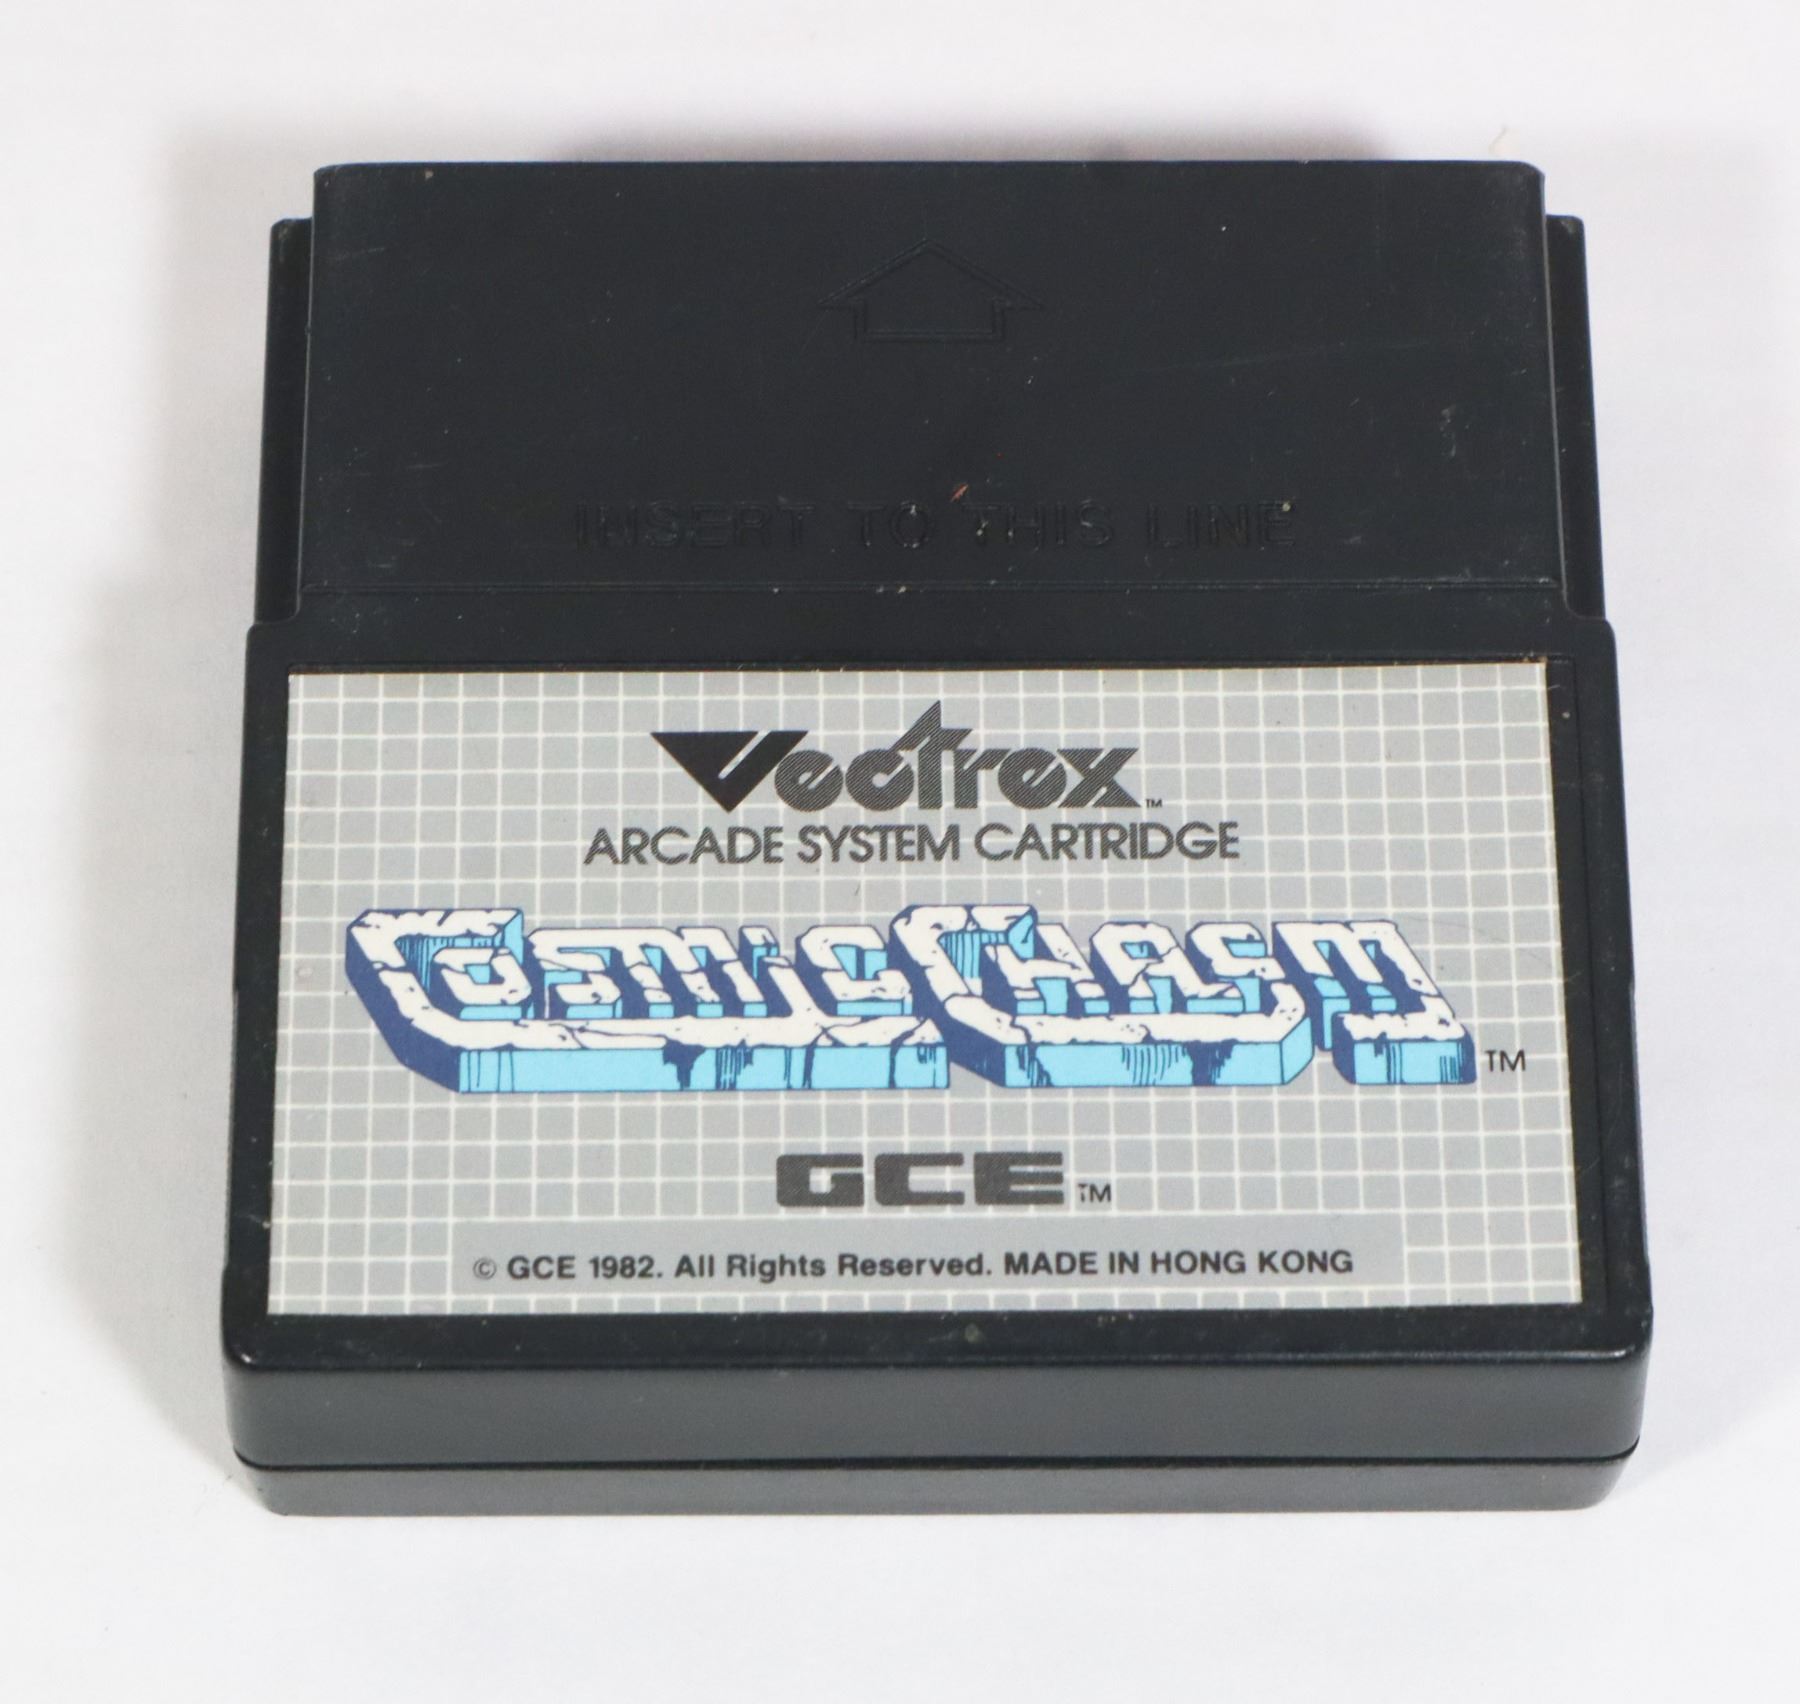 INSERT TO THIS LINE
Vectrex™
ARCADE SYSTEM CARTRIDGE
Cosmic Chasm™
GCE™
© GCE 1982. All Rights Reserved. MADE IN HONG KONG